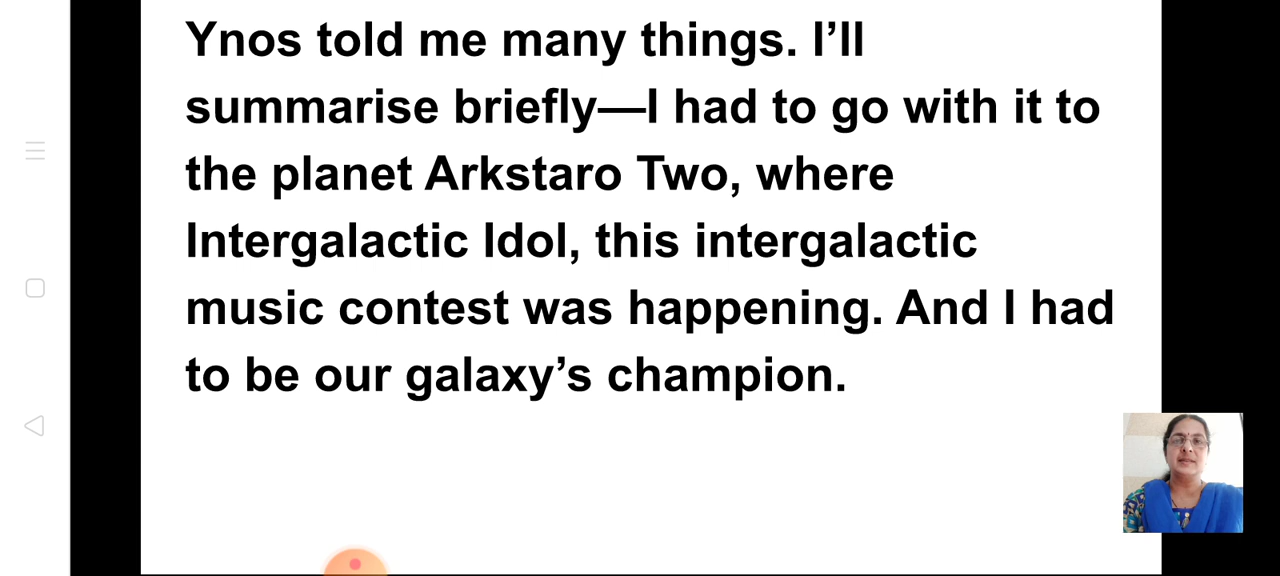 Ynos told me many things. I’ll
summarise briefly—I had to go with it to
the planet Arkstaro Two, where
Intergalactic Idol, this intergalactic
music contest was happening. And I had
to be our galaxy’s champion.